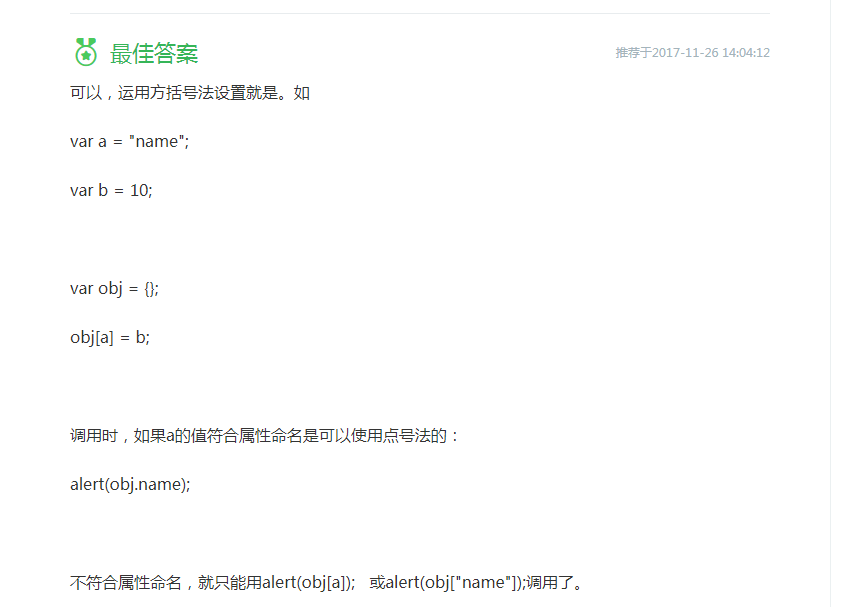 最佳答案
推荐于2017-11-26 14:04:12
可以，运用方括号法设置就是。如
var a = "name";
var b = 10;
var obj = {};
obj[a] = b;
调用时，如果a的值符合属性命名是可以使用点号法的：
alert(obj.name);
不符合属性命名，就只能用alert(obj[a]);   或alert(obj["name"]);调用了。